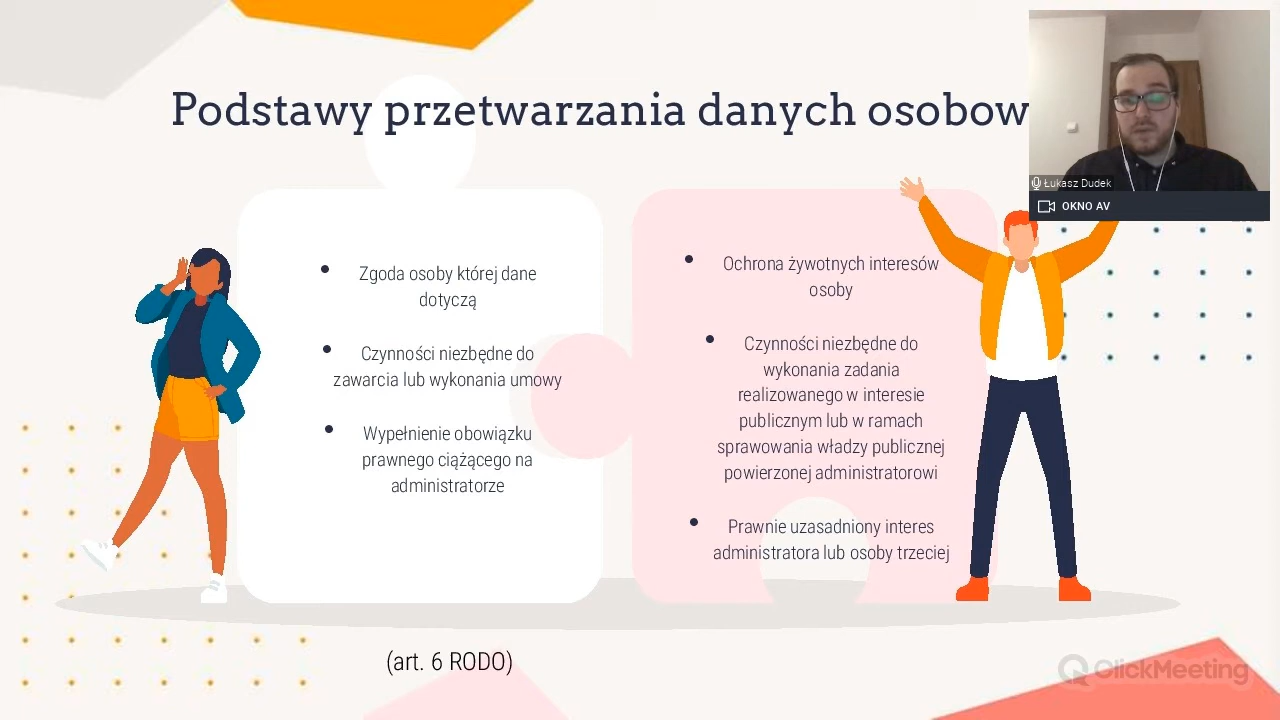 Podstawy przetwarzania danych osobow
Łukasz Dudek
OKNO AV
Zgoda osoby której dane
dotyczą
Czynności niezbędne do
zawarcia lub wykonania umowy
Wypełnienie obowiązku
prawnego ciążącego na
administratorze
Ochrona żywotnych interesów
osoby
Czynności niezbędne do
wykonania zadania
realizowanego w interesie
publicznym lub w ramach
sprawowania władzy publicznej
powierzonej administratorowi
Prawnie uzasadniony interes
administratora lub osoby trzeciej
(art. 6 RODO)
ClickMeeting